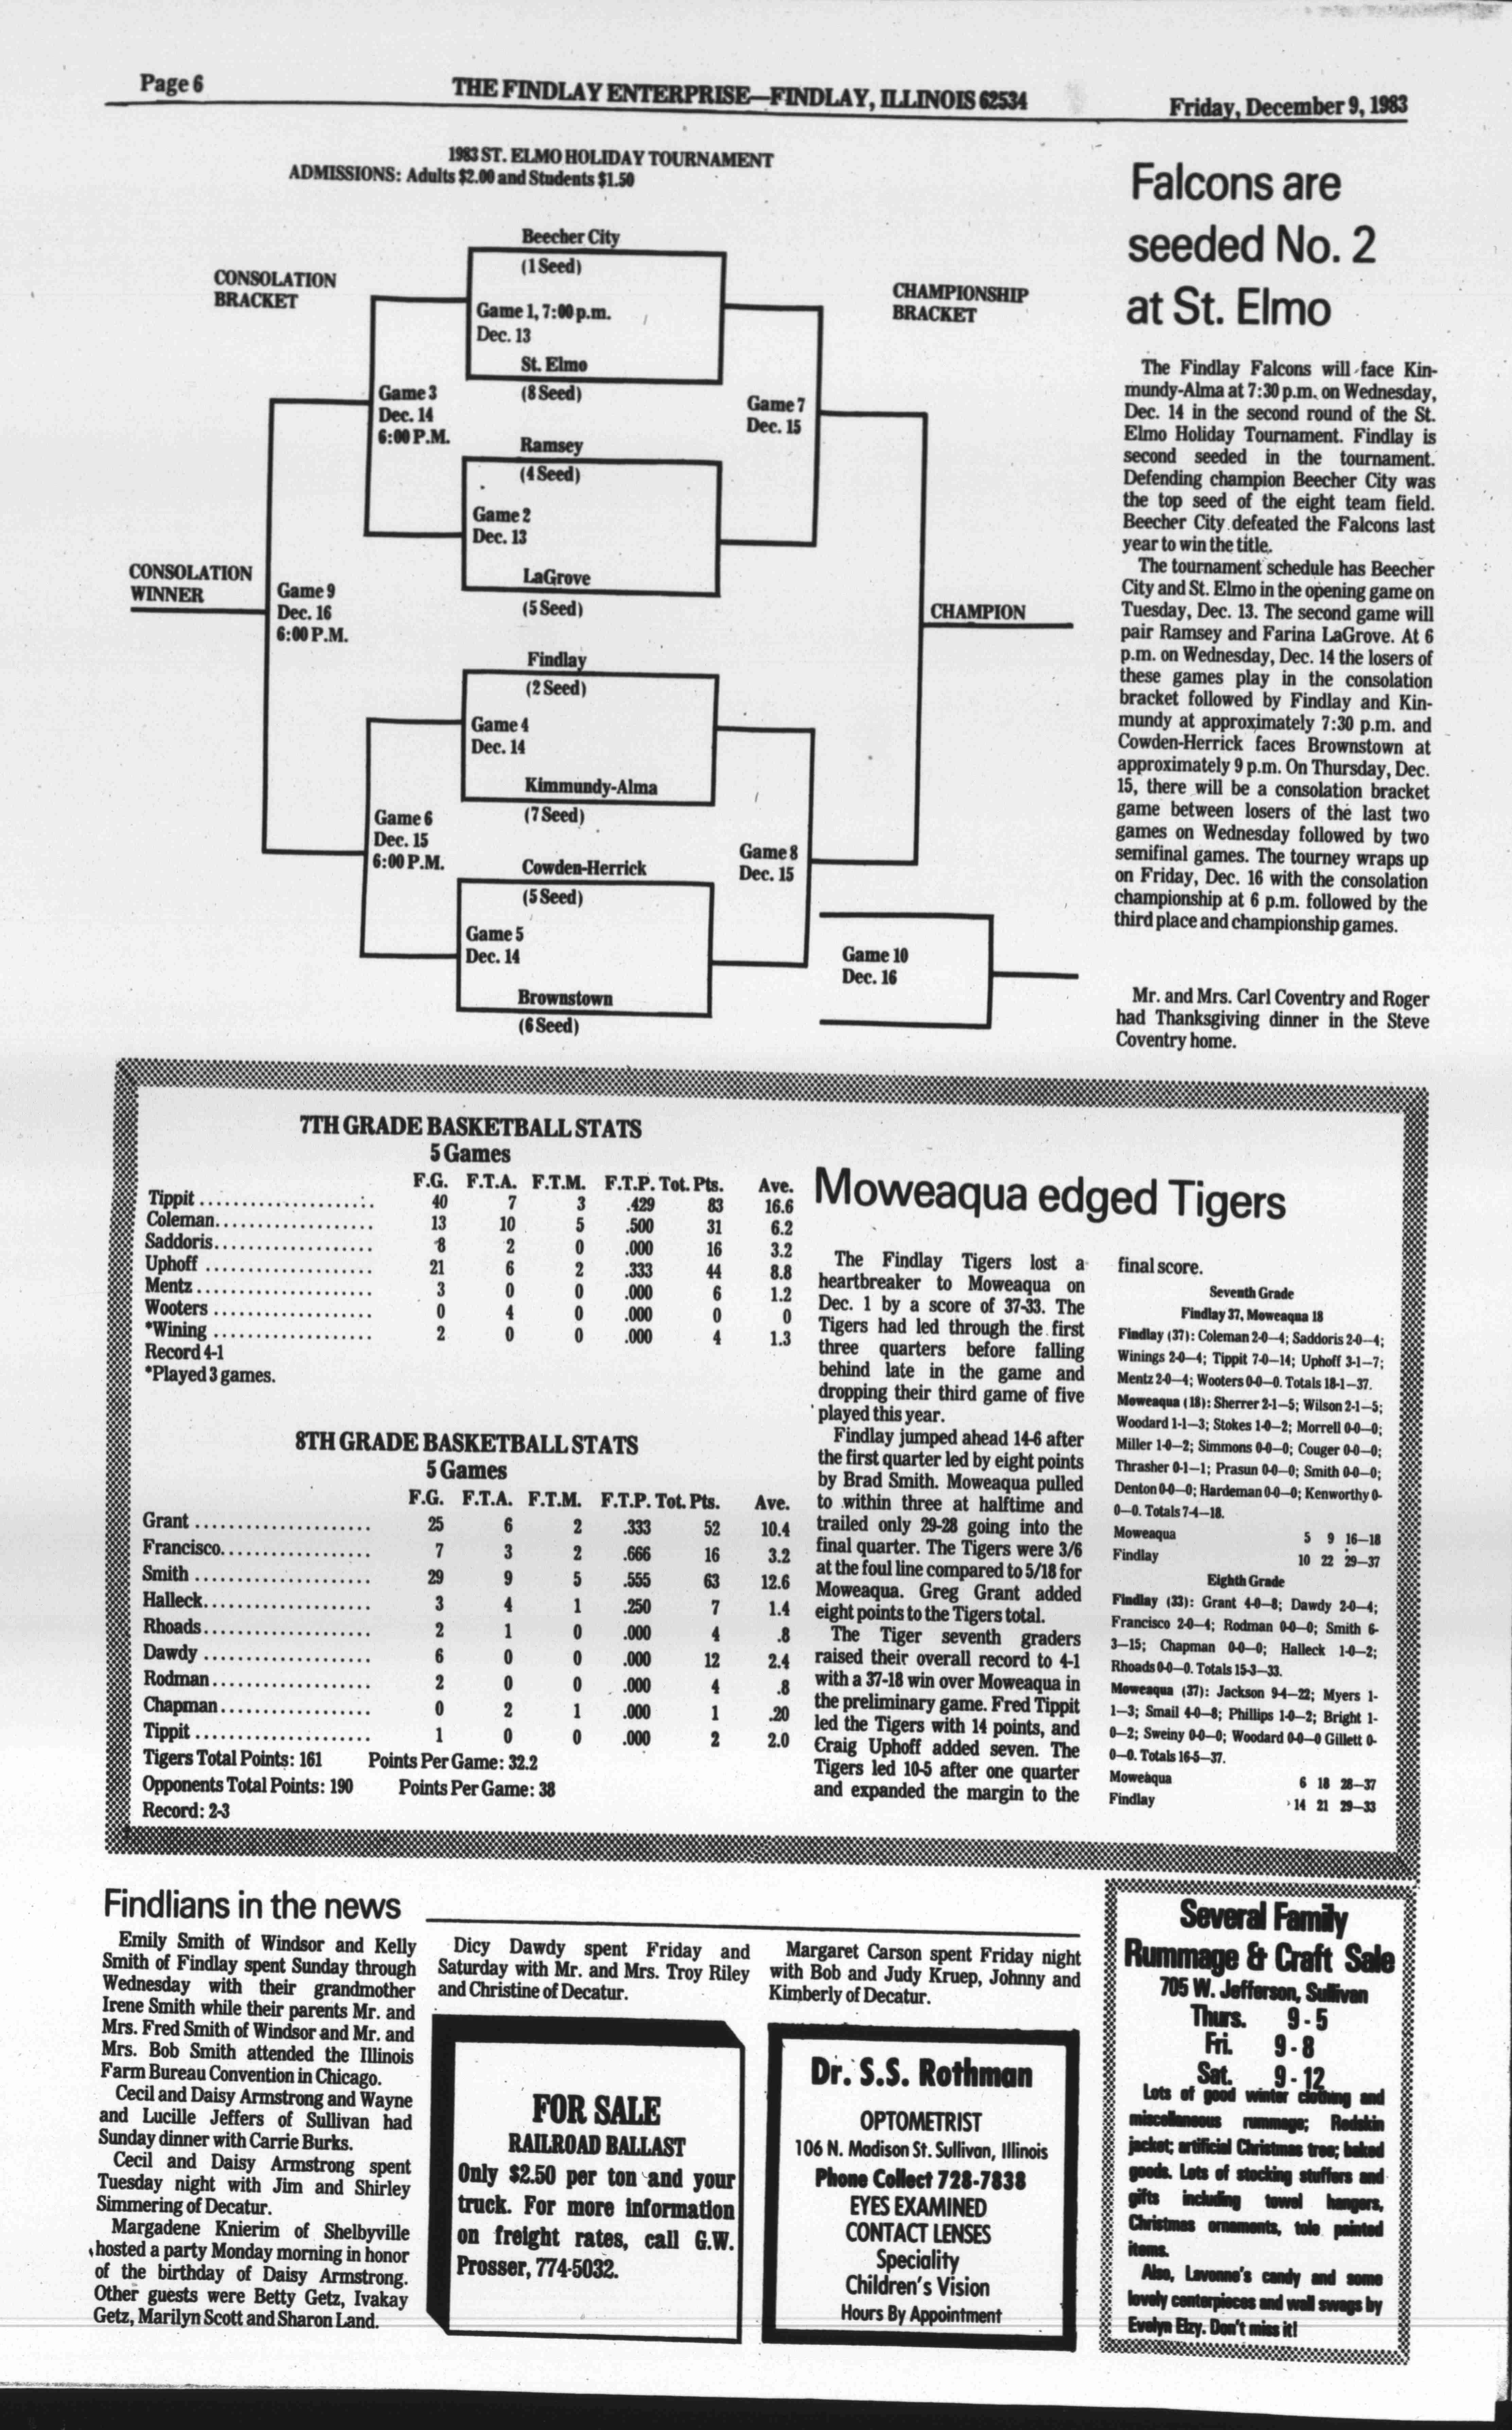 Page 6
THE FINDLAY ENTERPRISE—FINDLAY, ILLINOIS 62534
Friday, December 9, 1983
1983 ST. ELMO HOLIDAY TOURNAMENT
ADMISSIONS: Adults $2.00 and Students $1.50
CONSOLATION
BRACKET
CHAMPIONSHIP
BRACKET
Beecher City
(1 Seed)
Game 1, 7:00 p.m.
Dec. 13
St. Elmo
(8 Seed)
Game 3
Dec. 14
6:00 P.M.
Game 7
Dec. 15
Ramsey
(4 Seed)
Game 2
Dec. 13
LaGrove
(5 Seed)
CONSOLATION
WINNER
Game 9
Dec. 16
6:00 P.M.
CHAMPION
Findlay
(2 Seed)
Game 4
Dec. 14
Kimmundy-Alma
(7 Seed)
Game 6
Dec. 15
6:00 P.M.
Game 8
Dec. 15
Cowden-Herrick
(5 Seed)
Game 5
Dec. 14
Brownstown
(6 Seed)
Game 10
Dec. 16
Falcons are
seeded No. 2
at St. Elmo
The Findlay Falcons will face Kin-
mundy-Alma at 7:30 p.m. on Wednesday,
Dec. 14 in the second round of the St.
Elmo Holiday Tournament. Findlay is
second seeded in the tournament.
Defending champion Beecher City was
the top seed of the eight team field.
Beecher City defeated the Falcons last
year to win the title.
The tournament schedule has Beecher
City and St. Elmo in the opening game on
Tuesday, Dec. 13. The second game will
pair Ramsey and Farina LaGrove. At 6
p.m. on Wednesday, Dec. 14 the losers of
these games play in the consolation
bracket followed by Findlay and Kin-
mundy at approximately 7:30 p.m. and
Cowden-Herrick faces Brownstown at
approximately 9 p.m. On Thursday, Dec.
15, there will be a consolation bracket
game between losers of the last two
games on Wednesday followed by two
semifinal games. The tourney wraps up
on Friday, Dec. 16 with the consolation
championship at 6 p.m. followed by the
third place and championship games.
Mr. and Mrs. Carl Coventry and Roger
had Thanksgiving dinner in the Steve
Coventry home.
7TH GRADE BASKETBALL STATS
5 Games
F.G. F.T.A. F.T.M. F.T.P. Tot. Pts. Ave.
Tippit .................... 40 7 3 .429 83 16.6
Coleman.................. 13 10 5 .500 31 6.2
Saddoris.................... 8 2 0 .000 16 3.2
Uphoff .................... 21 6 2 .333 44 8.8
Mentz...................... 3 0 0 .000 6 1.2
Wooters .................... 0 4 0 .000 0 0
*Wining .................... 2 0 0 .000 4 1.3
Record 4-1
*Played 3 games.
8TH GRADE BASKETBALL STATS
5 Games
F.G. F.T.A. F.T.M. F.T.P. Tot. Pts. Ave.
Grant .................... 25 6 2 .333 52 10.4
Francisco................. 7 3 2 .666 16 3.2
Smith .................... 29 9 5 .555 63 12.6
Halleck................... 3 4 1 .250 7 1.4
Rhoads................... 2 1 0 .000 4 .8
Dawdy ................... 6 0 0 .000 12 2.4
Rodman.................. 2 0 0 .000 4 .8
Chapman................. 0 2 1 .000 1 .20
Tippit .................... 1 0 0 .000 2 2.0
Tigers Total Points: 161 Points Per Game: 32.2
Opponents Total Points: 190 Points Per Game: 38
Record: 2-3
Moweaqua edged Tigers
The Findlay Tigers lost a
heartbreaker to Moweaqua on
Dec. 1 by a score of 37-33. The
Tigers had led through the first
three quarters before falling
behind late in the game and
dropping their third game of five
played this year.
Findlay jumped ahead 14-6 after
the first quarter led by eight points
by Brad Smith. Moweaqua pulled
to within three at halftime and
trailed only 29-28 going into the
final quarter. The Tigers were 3/6
at the foul line compared to 5/18 for
Moweaqua. Greg Grant added
eight points to the Tigers total.
The Tiger seventh graders
raised their overall record to 4-1
with a 37-18 win over Moweaqua in
the preliminary game. Fred Tippit
led the Tigers with 14 points, and
Craig Uphoff added seven. The
Tigers led 10-5 after one quarter
and expanded the margin to the
final score.
Seventh Grade
Findlay 37, Moweaqua 18
Findlay (37): Coleman 2-0—4; Saddoris 2-0—4;
Winings 2-0—4; Tippit 7-0—14; Uphoff 3-1—7;
Mentz 2-0—4; Wooters 0-0—0. Totals 18-1—37.
Moweaqua (18): Sherrer 2-1—5; Wilson 2-1—5;
Woodard 1-1—3; Stokes 1-0—2; Morrell 0-0—0;
Miller 1-0—2; Simmons 0-0—0; Couger 0-0—0;
Thrasher 0-1—1; Prasun 0-0—0; Smith 0-0—0;
Denton 0-0—0; Hardeman 0-0—0; Kenworthy 0-
0—0. Totals 7-4—18.
Moweaqua 5 9 16—18
Findlay 10 22 29—37
Eighth Grade
Findlay (33): Grant 4-0—8; Dawdy 2-0—4;
Francisco 2-0—4; Rodman 0-0—0; Smith 6-
3—15; Chapman 0-0—0; Halleck 1-0—2;
Rhoads 0-0—0. Totals 15-3—33.
Moweaqua (37): Jackson 9-4—22; Myers 1-
1—3; Smail 4-0—8; Phillips 1-0—2; Bright 1-
0—2; Sweiny 0-0—0; Woodard 0-0—0 Gillett 0-
0—0. Totals 16-5—37.
Moweaqua 6 18 28—37
Findlay 14 21 29—33
Findlians in the news
Emily Smith of Windsor and Kelly
Smith of Findlay spent Sunday through
Wednesday with their grandmother
Irene Smith while their parents Mr. and
Mrs. Fred Smith of Windsor and Mr. and
Mrs. Bob Smith attended the Illinois
Farm Bureau Convention in Chicago.
Cecil and Daisy Armstrong and Wayne
and Lucille Jeffers of Sullivan had
Sunday dinner with Carrie Burks.
Cecil and Daisy Armstrong spent
Tuesday night with Jim and Shirley
Simmering of Decatur.
Margadene Knierim of Shelbyville
hosted a party Monday morning in honor
of the birthday of Daisy Armstrong.
Other guests were Betty Getz, Ivakay
Getz, Marilyn Scott and Sharon Land.
Dicy Dawdy spent Friday and
Saturday with Mr. and Mrs. Troy Riley
and Christine of Decatur.
Margaret Carson spent Friday night
with Bob and Judy Kruep, Johnny and
Kimberly of Decatur.
FOR SALE
RAILROAD BALLAST
Only $2.50 per ton and your
truck. For more information
on freight rates, call G.W.
Prosser, 774-5032.
Dr. S.S. Rothman
OPTOMETRIST
106 N. Madison St. Sullivan, Illinois
Phone Collect 728-7838
EYES EXAMINED
CONTACT LENSES
Speciality
Children's Vision
Hours By Appointment
Several Family
Rummage & Craft Sale
705 W. Jefferson, Sullivan
Thurs. 9 - 5
Fri. 9 - 8
Sat. 9 - 12
Lots of good winter clothing and
miscellaneous rummage; Redskin
jacket; artificial Christmas tree; baked
goods. Lots of stocking stuffers and
gifts including towel hangers,
Christmas ornaments, tole painted
items.
Also, Lavonne's candy and some
lovely centerpieces and wall swags by
Evelyn Elzy. Don't miss it!